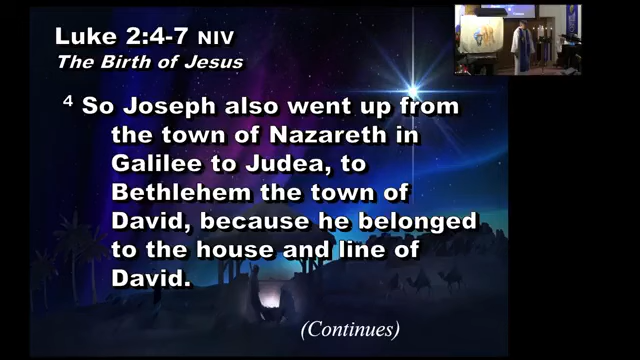 Luke 2:4-7 NIV
The Birth of Jesus
4 So Joseph also went up from
the town of Nazareth in
Galilee to Judea, to
Bethlehem the town of
David, because he belonged
to the house and line of
David.
(Continues)